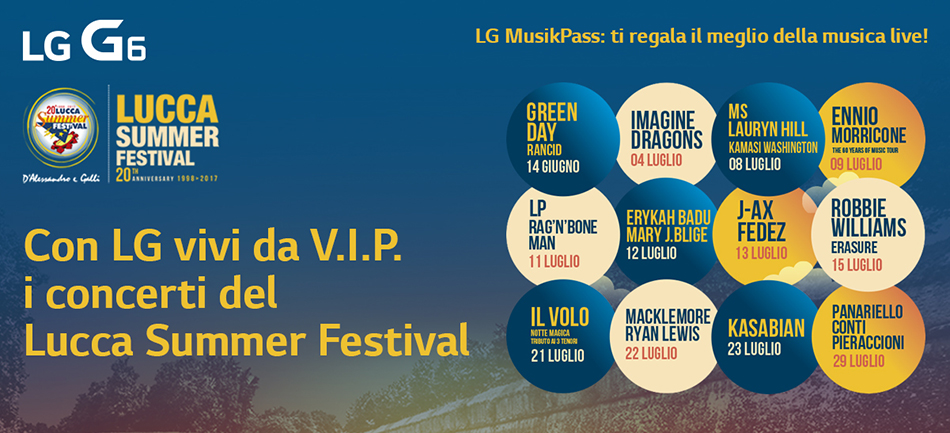 LG G6
LG MusikPass: ti regala il meglio della musica live!
20° LUCCA
Summer
FESTIVAL
D'Alessandro e Galli
LUCCA
SUMMER
FESTIVAL
20TH ANNIVERSARY 1998-2017
Con LG vivi da V.I.P.
i concerti del
Lucca Summer Festival
GREEN
DAY
RANCID
14 GIUGNO
IMAGINE
DRAGONS
04 LUGLIO
MS
LAURYN HILL
KAMASI WASHINGTON
08 LUGLIO
ENNIO
MORRICONE
THE 60 YEARS OF MUSIC TOUR
09 LUGLIO
LP
RAG'N'BONE
MAN
11 LUGLIO
ERYKAH BADU
MARY J.BLIGE
12 LUGLIO
J-AX
FEDEZ
13 LUGLIO
ROBBIE
WILLIAMS
ERASURE
15 LUGLIO
IL VOLO
NOTTE MAGICA
TRIBUTO AI 3 TENORI
21 LUGLIO
MACKLEMORE
RYAN LEWIS
22 LUGLIO
KASABIAN
23 LUGLIO
PANARIELLO
CONTI
PIERACCIONI
29 LUGLIO